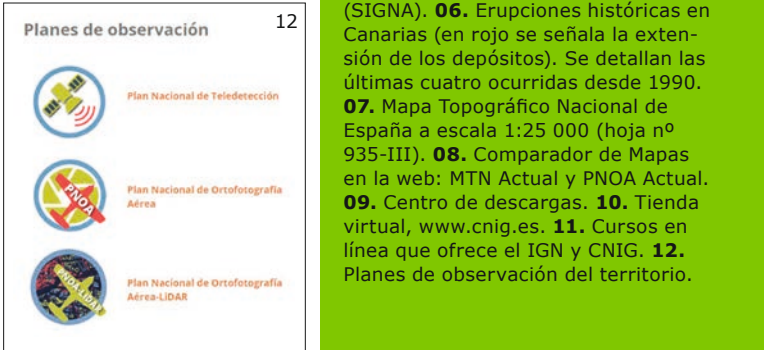 12
Planes de observación
Plan Nacional de Teledetección
PNOA
Plan Nacional de Ortofotografía
Aérea
PNOA LiDAR
Plan Nacional de Ortofotografía
Aérea-LiDAR
(SIGNA). 06. Erupciones históricas en
Canarias (en rojo se señala la exten-
sión de los depósitos). Se detallan las
últimas cuatro ocurridas desde 1990.
07. Mapa Topográfico Nacional de
España a escala 1:25 000 (hoja nº
935-III). 08. Comparador de Mapas
en la web: MTN Actual y PNOA Actual.
09. Centro de descargas. 10. Tienda
virtual, www.cnig.es. 11. Cursos en
línea que ofrece el IGN y CNIG. 12.
Planes de observación del territorio.